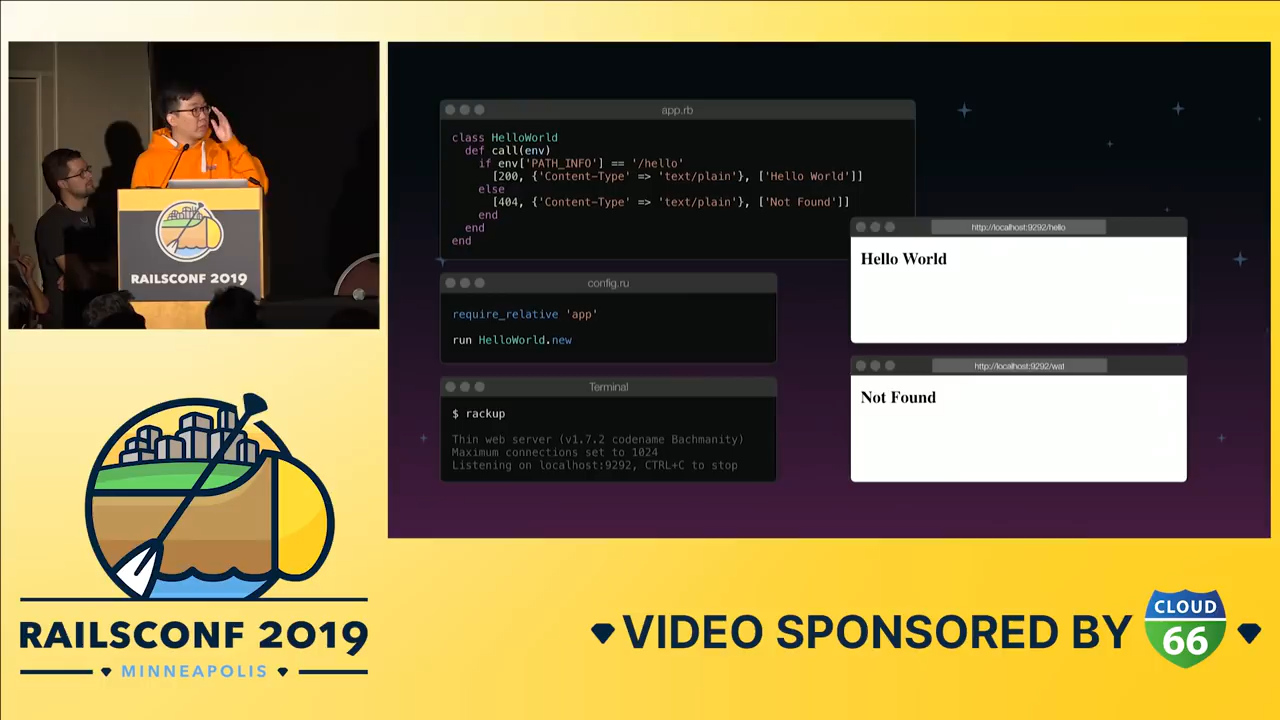 app.rb
class HelloWorld
  def call(env)
    if env['PATH_INFO'] == '/hello'
      [200, {'Content-Type' => 'text/plain'}, ['Hello World']]
    else
      [404, {'Content-Type' => 'text/plain'}, ['Not Found']]
    end
  end
end
config.ru
require_relative 'app'
run HelloWorld.new
Terminal
$ rackup
Thin web server (v1.7.2 codename Bachmanity)
Maximum connections set to 1024
Listening on localhost:9292, CTRL+C to stop
http://localhost:9292/hello
Hello World
http://localhost:9292/wat
Not Found
RAILSCONF 2019
RAILSCONF 2019
MINNEAPOLIS
VIDEO SPONSORED BY
CLOUD
66